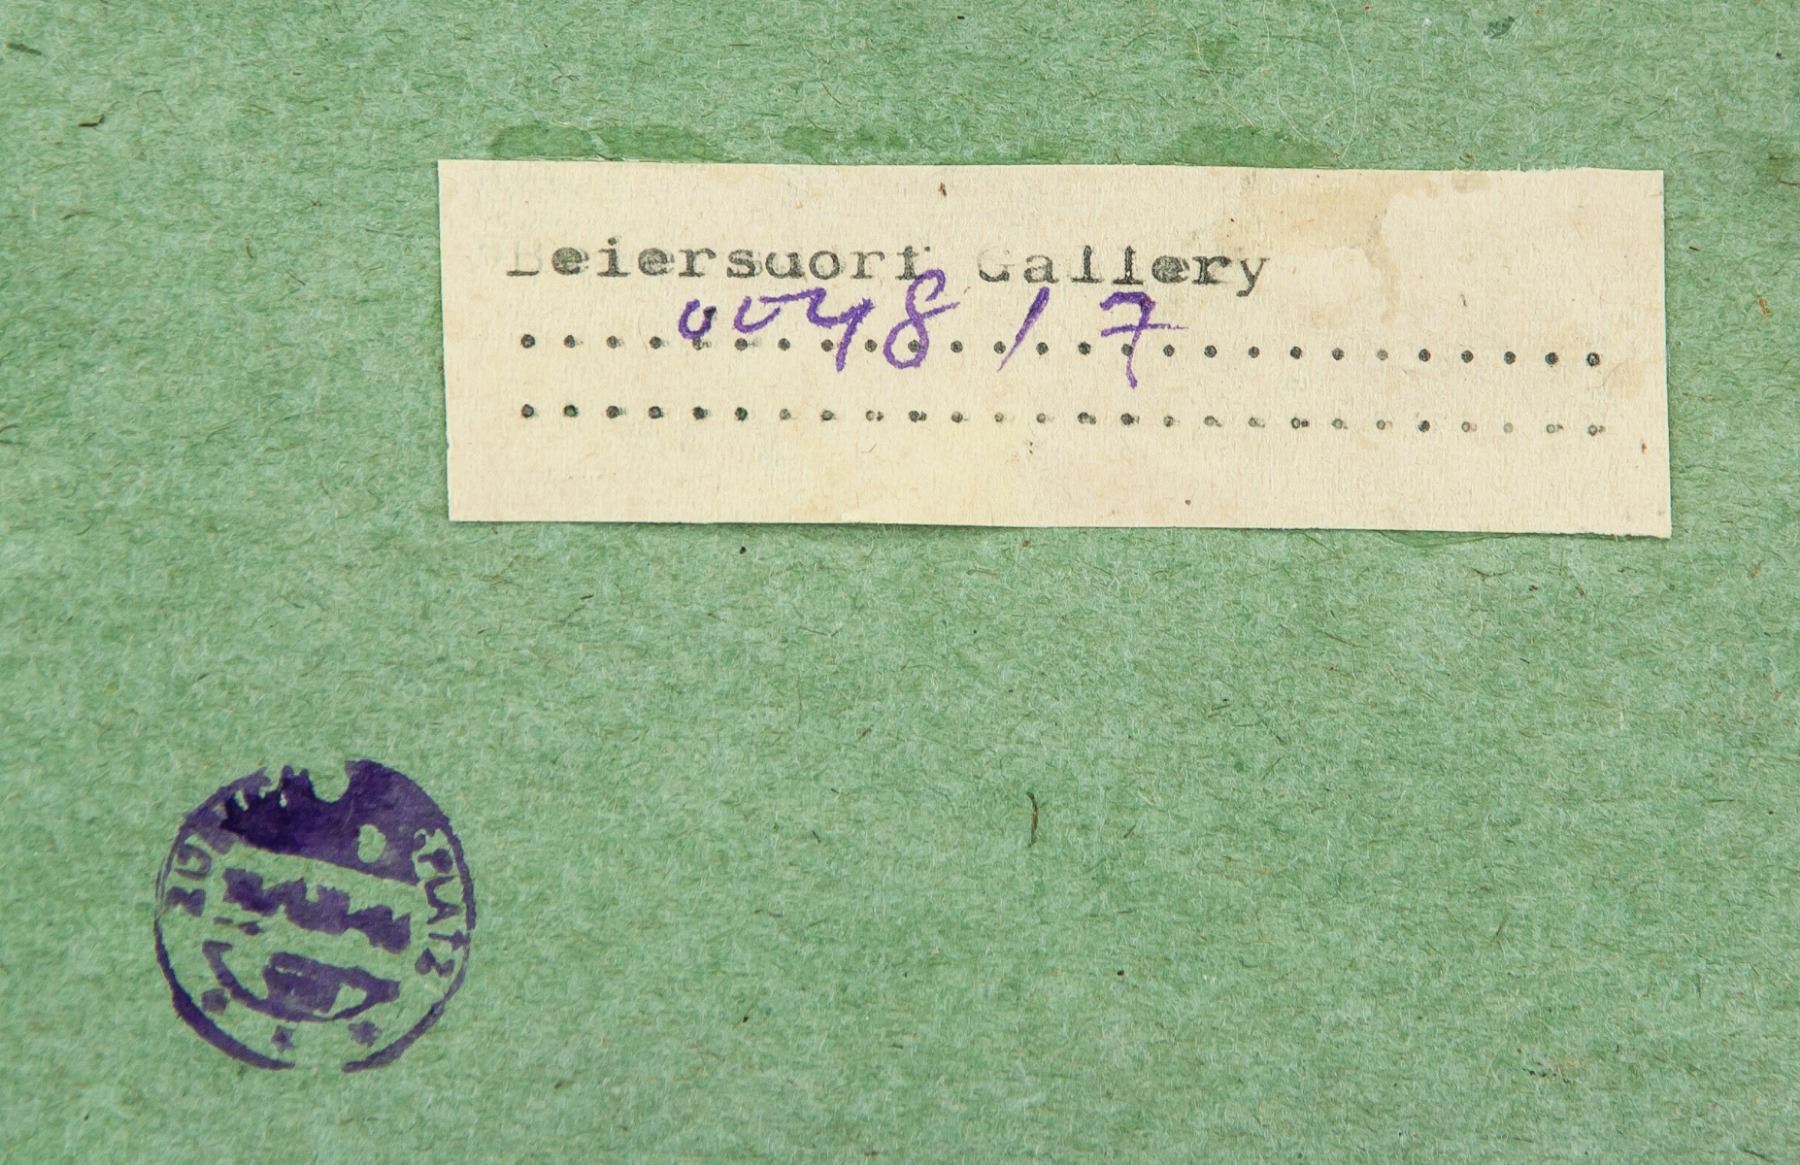 Beiersdorf Gallery
0048/7
PLATZ